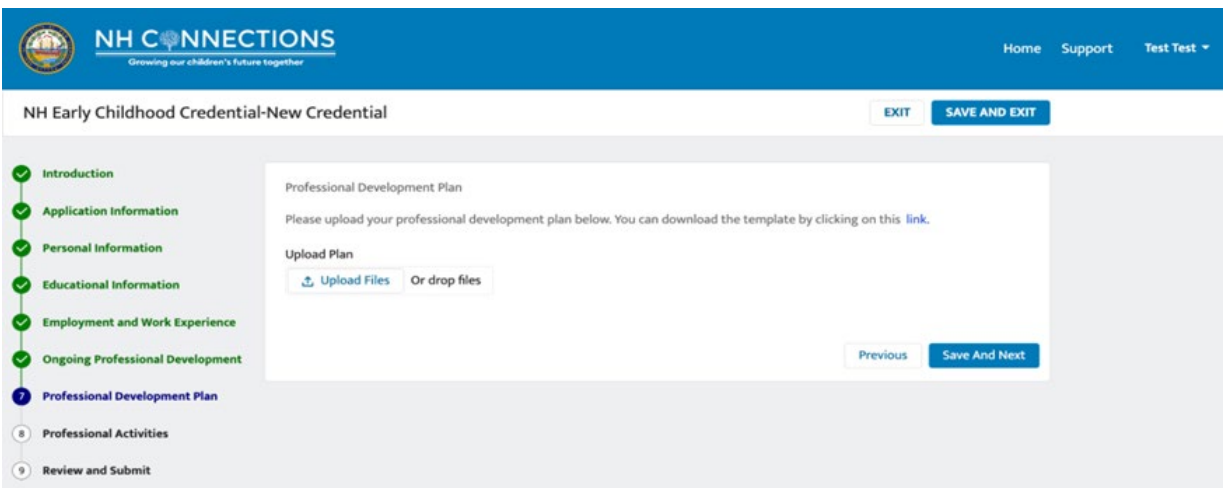 NH CONNECTIONS
Growing our children's future together
Home Support Test Test
NH Early Childhood Credential-New Credential
EXIT SAVE AND EXIT
Introduction
Application Information
Personal Information
Educational Information
Employment and Work Experience
Ongoing Professional Development
7 Professional Development Plan
8 Professional Activities
9 Review and Submit
Professional Development Plan
Please upload your professional development plan below. You can download the template by clicking on this link.
Upload Plan
Upload Files Or drop files
Previous Save And Next